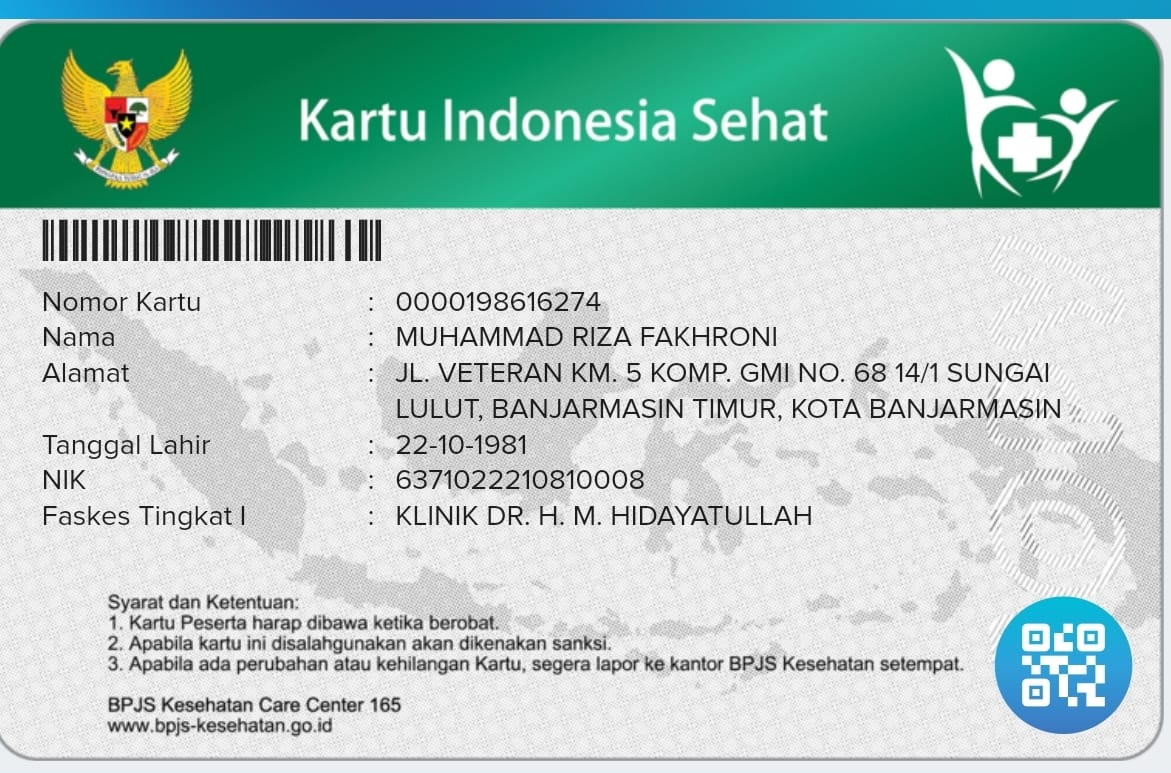 Kartu Indonesia Sehat
Nomor Kartu : 0000198616274
Nama : MUHAMMAD RIZA FAKHRONI
Alamat : JL. VETERAN KM. 5 KOMP. GMI NO. 68 14/1 SUNGAI
LULUT, BANJARMASIN TIMUR, KOTA BANJARMASIN
Tanggal Lahir : 22-10-1981
NIK : 6371022210810008
Faskes Tingkat I : KLINIK DR. H. M. HIDAYATULLAH
Syarat dan Ketentuan:
1. Kartu Peserta harap dibawa ketika berobat.
2. Apabila kartu ini disalahgunakan akan dikenakan sanksi.
3. Apabila ada perubahan atau kehilangan Kartu, segera lapor ke kantor BPJS Kesehatan setempat.
BPJS Kesehatan Care Center 165
www.bpjs-kesehatan.go.id